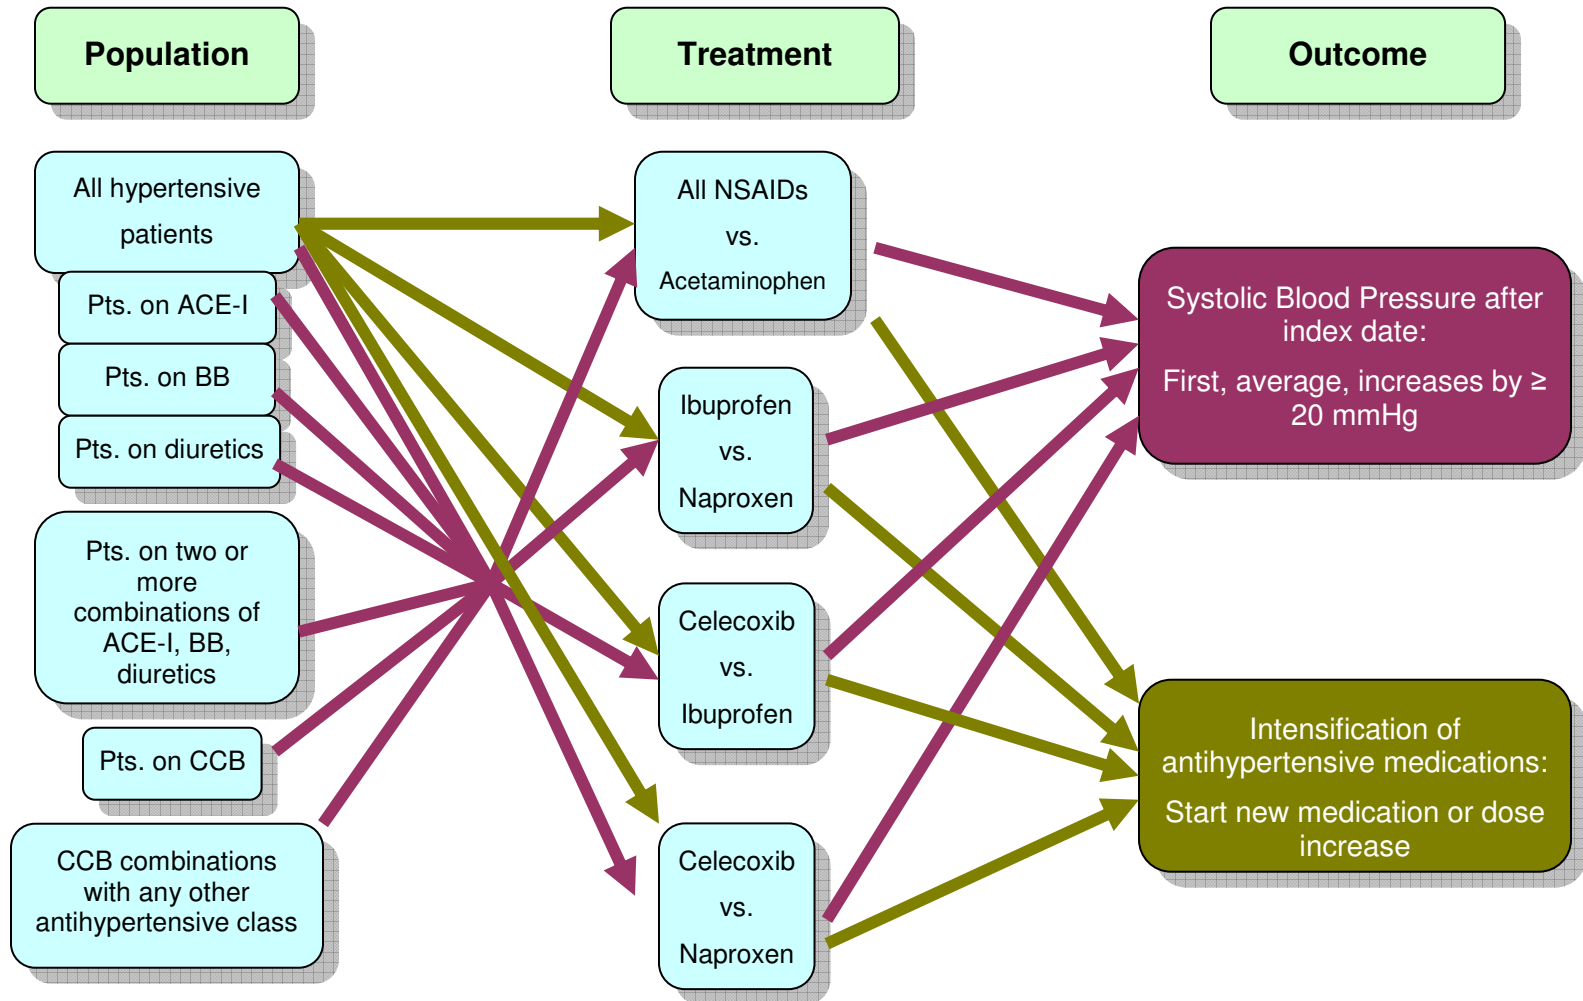 Population
Treatment
Outcome
All hypertensive
patients
Pts. on ACE-I
Pts. on BB
Pts. on diuretics
Pts. on two or
more
combinations of
ACE-I, BB,
diuretics
Pts. on CCB
CCB combinations
with any other
antihypertensive class
All NSAIDs
vs.
Acetaminophen
Ibuprofen
vs.
Naproxen
Celecoxib
vs.
Ibuprofen
Celecoxib
vs.
Naproxen
Systolic Blood Pressure after
index date:
First, average, increases by ≥
20 mmHg
Intensification of
antihypertensive medications:
Start new medication or dose
increase